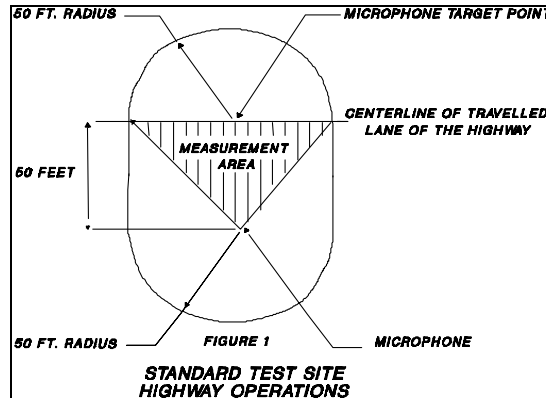 50 FT. RADIUS
MICROPHONE TARGET POINT
CENTERLINE OF TRAVELLED
LANE OF THE HIGHWAY
MEASUREMENT
AREA
50 FEET
50 FT. RADIUS
FIGURE 1
MICROPHONE
STANDARD TEST SITE
HIGHWAY OPERATIONS